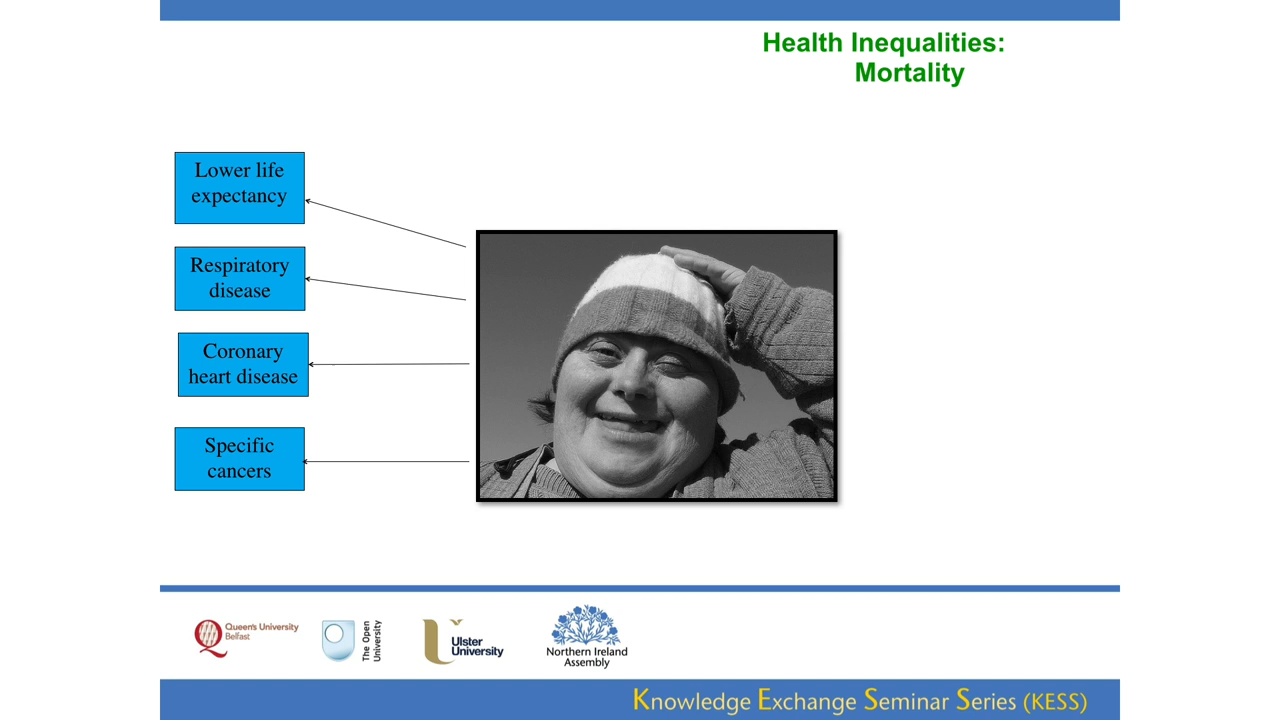 Health Inequalities:
Mortality
Lower life
expectancy
Respiratory
disease
Coronary
heart disease
Specific
cancers
Queen's University
Belfast
The Open
University
Ulster
University
Northern Ireland
Assembly
Knowledge Exchange Seminar Series (KESS)